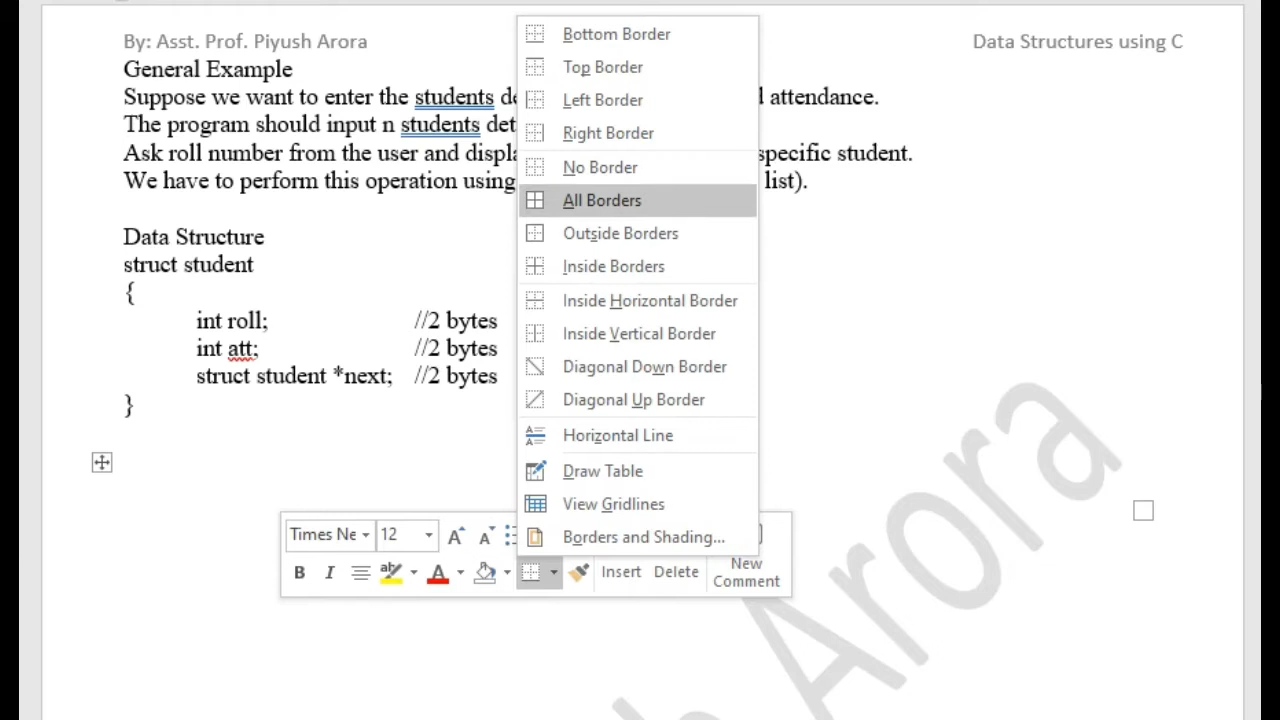 By: Asst. Prof. Piyush Arora
Data Structures using C
General Example
Suppose we want to enter the students attendance.
The program should input n students
Ask roll number from the user and specific student.
We have to perform this operation using list).
Data Structure
struct student
{
int roll; //2 bytes
int att; //2 bytes
struct student *next; //2 bytes
}
Bottom Border
Top Border
Left Border
Right Border
No Border
All Borders
Outside Borders
Inside Borders
Inside Horizontal Border
Inside Vertical Border
Diagonal Down Border
Diagonal Up Border
Horizontal Line
Draw Table
View Gridlines
Borders and Shading...
Times Ne 12 A A
B I ab A Insert Delete New
Comment
Arora